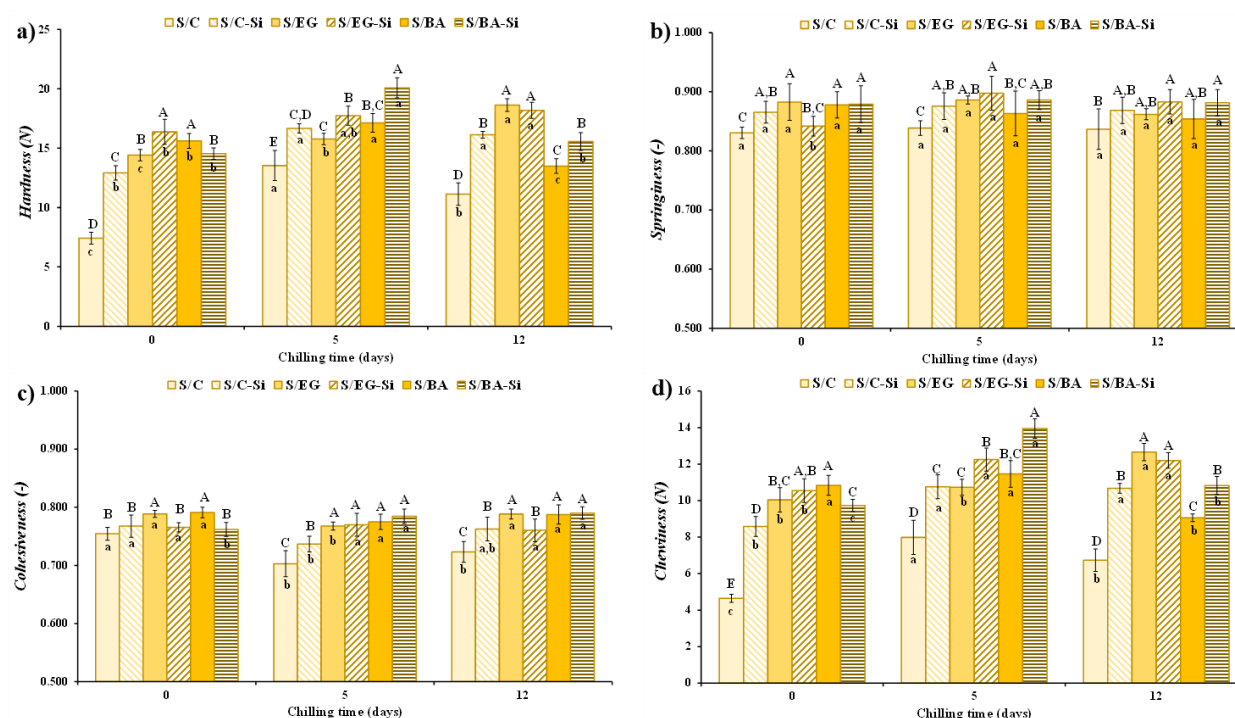 a)
S/C S/C-Si S/EG S/EG-Si S/BA S/BA-Si
Hardness (N)
25
20
15
10
5
0
D C B A A B
c b c b b b
E C,D C B B,C A
a a b a,b a a
D B A A C B
b a a a c b
0 5 12
Chilling time (days)
b)
S/C S/C-Si S/EG S/EG-Si S/BA S/BA-Si
Springiness (-)
1.000
0.900
0.800
0.700
0.600
0.500
C A,B A B,C A A
a a a a a a
C A,B A,B A B,C A,B
a a a a a a
B A,B A,B A A,B A
a a a a a a
0 5 12
Chilling time (days)
c)
S/C S/C-Si S/EG S/EG-Si S/BA S/BA-Si
Cohesiveness (-)
1.000
0.900
0.800
0.700
0.600
0.500
B B A B A B
a a a a a b
C B A A A A
b b b a a a
C B A B A A
b a,b a a a a
0 5 12
Chilling time (days)
d)
S/C S/C-Si S/EG S/EG-Si S/BA S/BA-Si
Chewiness (N)
16
14
12
10
8
6
4
2
0
E D B,C A,B A C
c b b b a c
D C C B B,C A
a a b a a a
D B A A C B
b a a a c b
0 5 12
Chilling time (days)